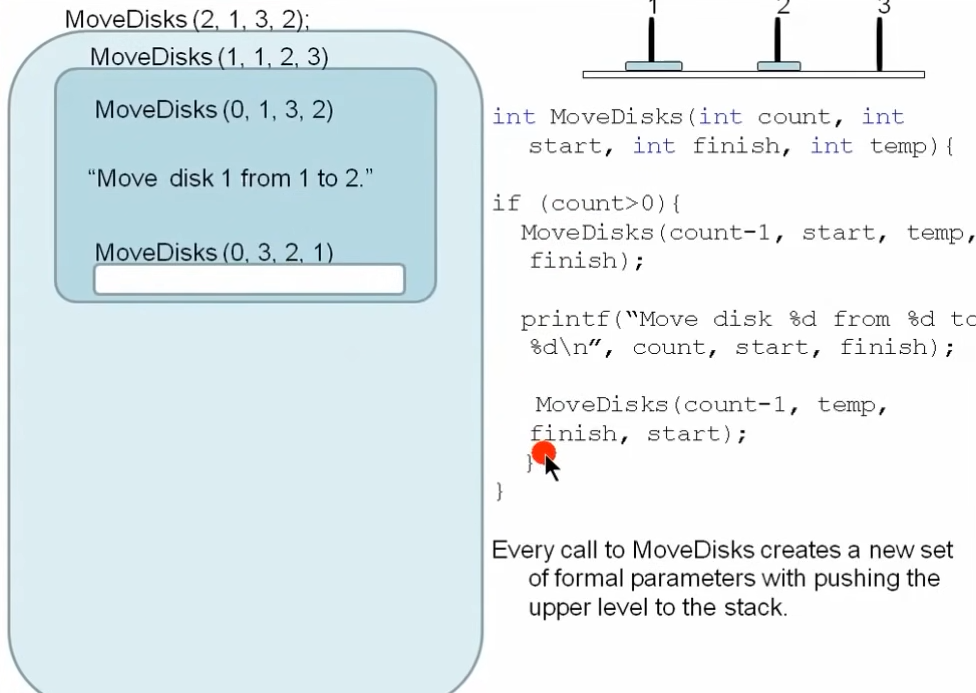 MoveDisks (2, 1, 3, 2);
MoveDisks (1, 1, 2, 3)
MoveDisks (0, 1, 3, 2)
“Move disk 1 from 1 to 2.”
MoveDisks (0, 3, 2, 1)
1 2 3
int MoveDisks(int count, int
start, int finish, int temp){
if (count>0){
MoveDisks(count-1, start, temp,
finish);
printf(“Move disk %d from %d to
%d\n”, count, start, finish);
MoveDisks(count-1, temp,
finish, start);
}
}
Every call to MoveDisks creates a new set
of formal parameters with pushing the
upper level to the stack.